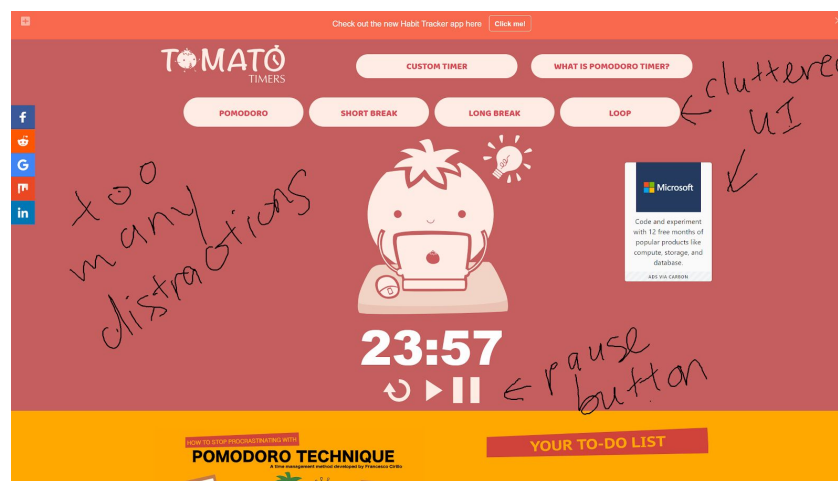 Check out the new Habit Tracker app here Click me!
TOMATO
TIMERS
CUSTOM TIMER
WHAT IS POMODORO TIMER?
POMODORO
SHORT BREAK
LONG BREAK
LOOP
cluttered
UI
too
many
distractions
Microsoft
Code and experiment
with 12 free months of
popular products like
compute, storage, and
database.
ADS VIA CARBON
23:57
pause
button
HOW TO STOP PROCRASTINATING WITH
POMODORO TECHNIQUE
A time management method developed by Francesco Cirillo
YOUR TO-DO LIST